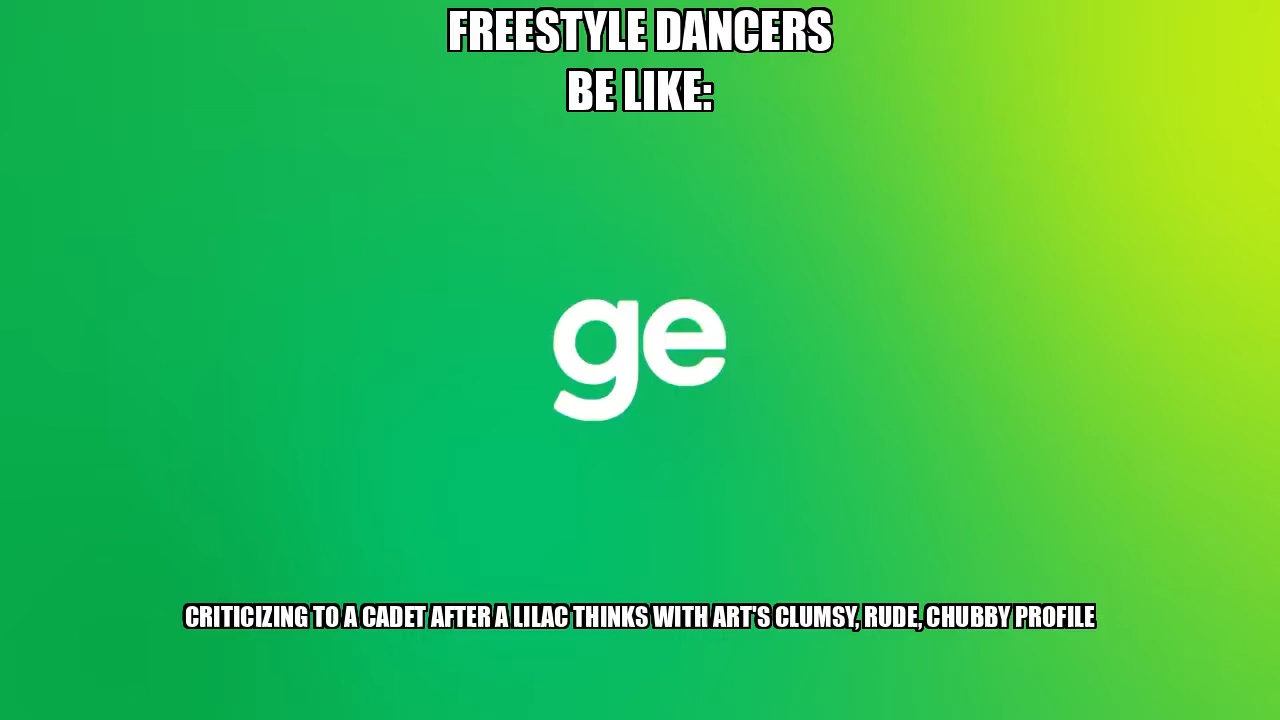 FREESTYLE DANCERS
BE LIKE:
ge
CRITICIZING TO A CADET AFTER A LILAC THINKS WITH ART'S CLUMSY, RUDE, CHUBBY PROFILE